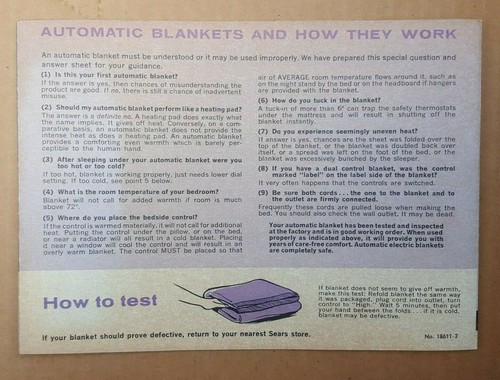 AUTOMATIC BLANKETS AND HOW THEY WORK
An automatic blanket must be understood or it may be used improperly. We have prepared this special question and
answer sheet for your guidance.
(1) Is this your first automatic blanket?
If the answer is yes, then chances of misunderstanding the
product are good. If no, there is still a chance of inadvertent
misuse.
(2) Should my automatic blanket perform like a heating pad?
The answer is a definite no. A heating pad does exactly what
the name implies. It gives off heat. Conversely, on a com-
parative basis, an automatic blanket does not provide the
intense heat as does a heating pad. An automatic blanket
provides a comforting even warmth which is barely per-
ceptible to the human hand.
(3) After sleeping under your automatic blanket were you
too hot or too cold?
If too hot, blanket is working properly, just needs lower dial
setting. If too cold, see point 5 below.
(4) What is the room temperature of your bedroom?
Blanket will not call for added warmth if room is much
above 72°.
(5) Where do you place the bedside control?
If the control is warmed materially, it will not call for additional
heat. Putting the control under the pillow, or on the bed,
or near a radiator will all result in a cold blanket. Placing
it near a window will cool the control and will result in an
overly warm blanket. The control MUST be placed so that
air of AVERAGE room temperature flows around it, such as
on the night stand by the bed or on the headboard if hangers
are provided with the blanket.
(6) How do you tuck in the blanket?
A tuck-in of more than 6" can trap the safety thermostats
under the mattress and will result in shutting off the
blanket instantly.
(7) Do you experience seemingly uneven heat?
If answer is yes, chances are the sheet was folded over the
top of the blanket, or the blanket was doubled back over
itself, or a spread was left on the foot of the bed, or the
blanket was excessively bunched by the sleeper.
(8) If you have a dual control blanket, was the control
marked "label" on the label side of the blanket?
It very often happens that the controls are switched.
(9) Be sure both cords . . . the one to the blanket and to
the outlet are firmly connected.
Frequently these cords are pulled loose when making the
bed. You should also check the wall outlet. It may be dead.
Your automatic blanket has been tested and inspected
at the factory and is in good working order. When used
properly as indicated above, it will provide you with
years of care-free comfort. Automatic electric blankets
are completely safe.
How to test
If blanket does not seem to give off warmth,
make this test: Refold blanket the same way
it was packaged, plug cord into outlet, turn
control to "High." Wait 5 minutes, then put
your hand between the folds . . . if it is cold,
blanket may be defective.
If your blanket should prove defective, return to your nearest Sears store.
No. 18611-7